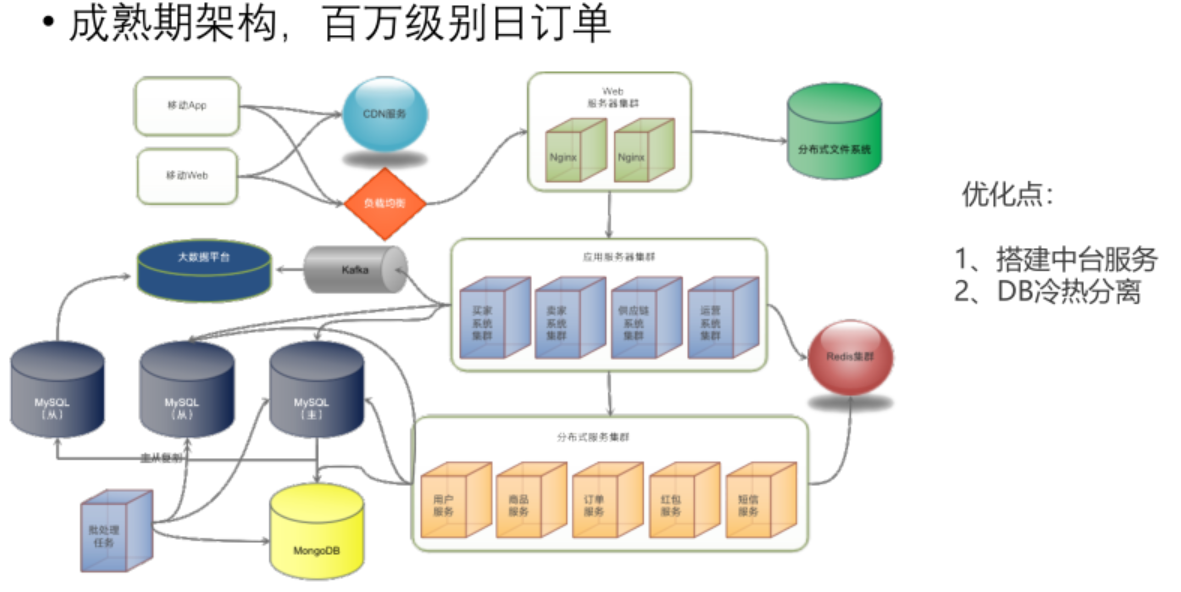 • 成熟期架构，百万级别日订单
移动App
CDN服务
Web
服务器集群
Nginx
Nginx
分布式文件系统
移动Web
负载均衡
优化点：
1、搭建中台服务
2、DB冷热分离
大数据平台
Kafka
应用服务器集群
买家
系统
集群
卖家
系统
集群
供应链
系统
集群
运营
系统
集群
Redis集群
MySQL
（从）
MySQL
（从）
MySQL
（主）
主从复制
分布式服务集群
用户
服务
商品
服务
订单
服务
红包
服务
短信
服务
批处理
任务
MongoDB